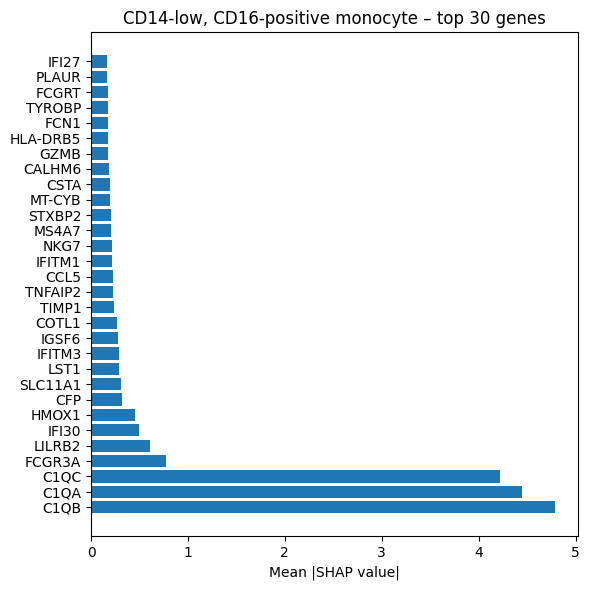 CD14-low, CD16-positive monocyte – top 30 genes
IFI27
PLAUR
FCGRT
TYROBP
FCN1
HLA-DRB5
GZMB
CALHM6
CSTA
MT-CYB
STXBP2
MS4A7
NKG7
IFITM1
CCL5
TNFAIP2
TIMP1
COTL1
IGSF6
IFITM3
LST1
SLC11A1
CFP
HMOX1
IFI30
LILRB2
FCGR3A
C1QC
C1QA
C1QB
0 1 2 3 4 5
Mean |SHAP value|